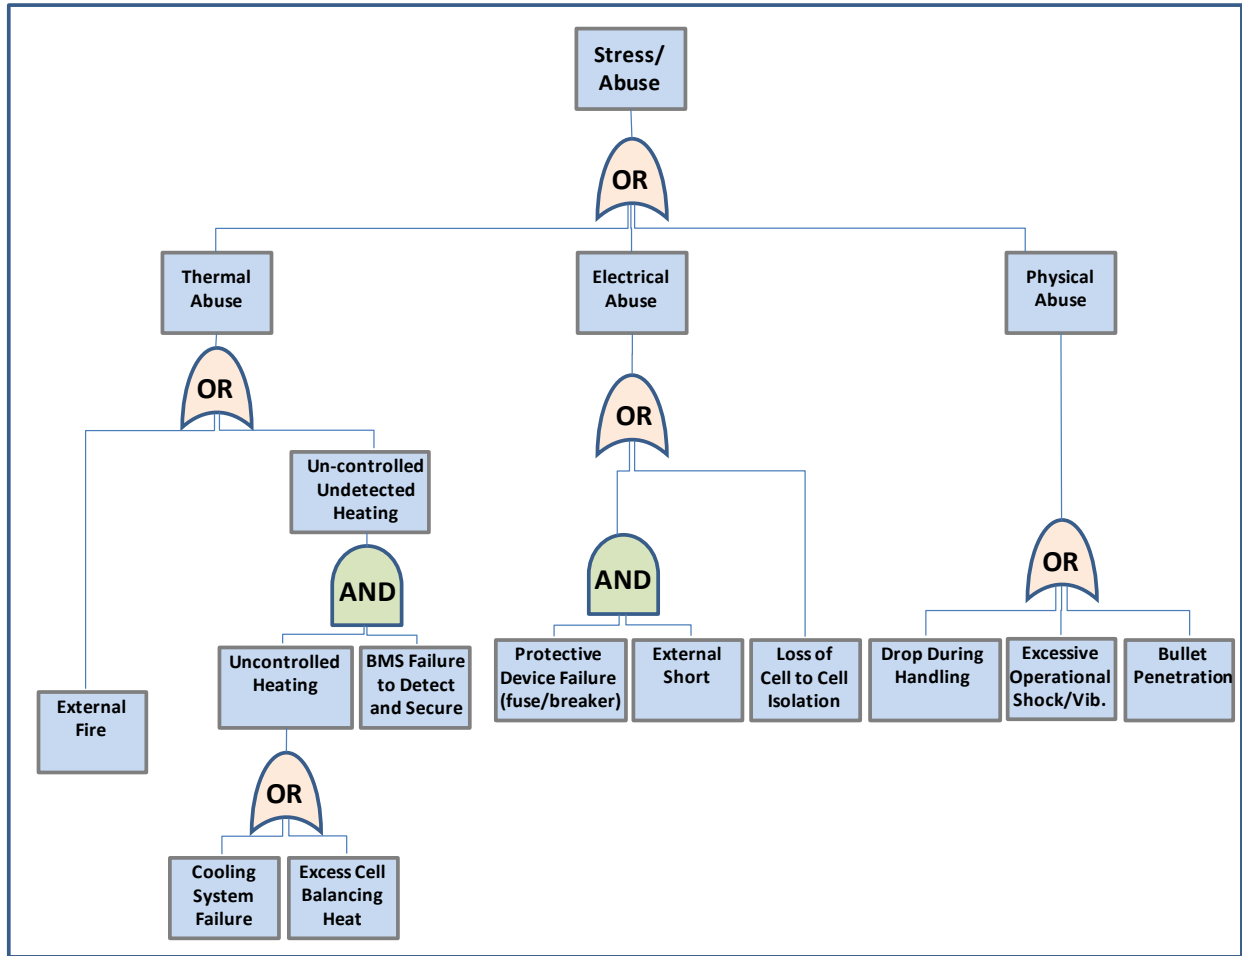 Stress/
Abuse
OR
Thermal
Abuse
Electrical
Abuse
Physical
Abuse
OR
OR
Un-controlled
Undetected
Heating
AND
AND
OR
Uncontrolled
Heating
BMS Failure
to Detect
and Secure
Protective
Device Failure
(fuse/breaker)
External
Short
Loss of
Cell to Cell
Isolation
Drop During
Handling
Excessive
Operational
Shock/Vib.
Bullet
Penetration
External
Fire
OR
Cooling
System
Failure
Excess Cell
Balancing
Heat